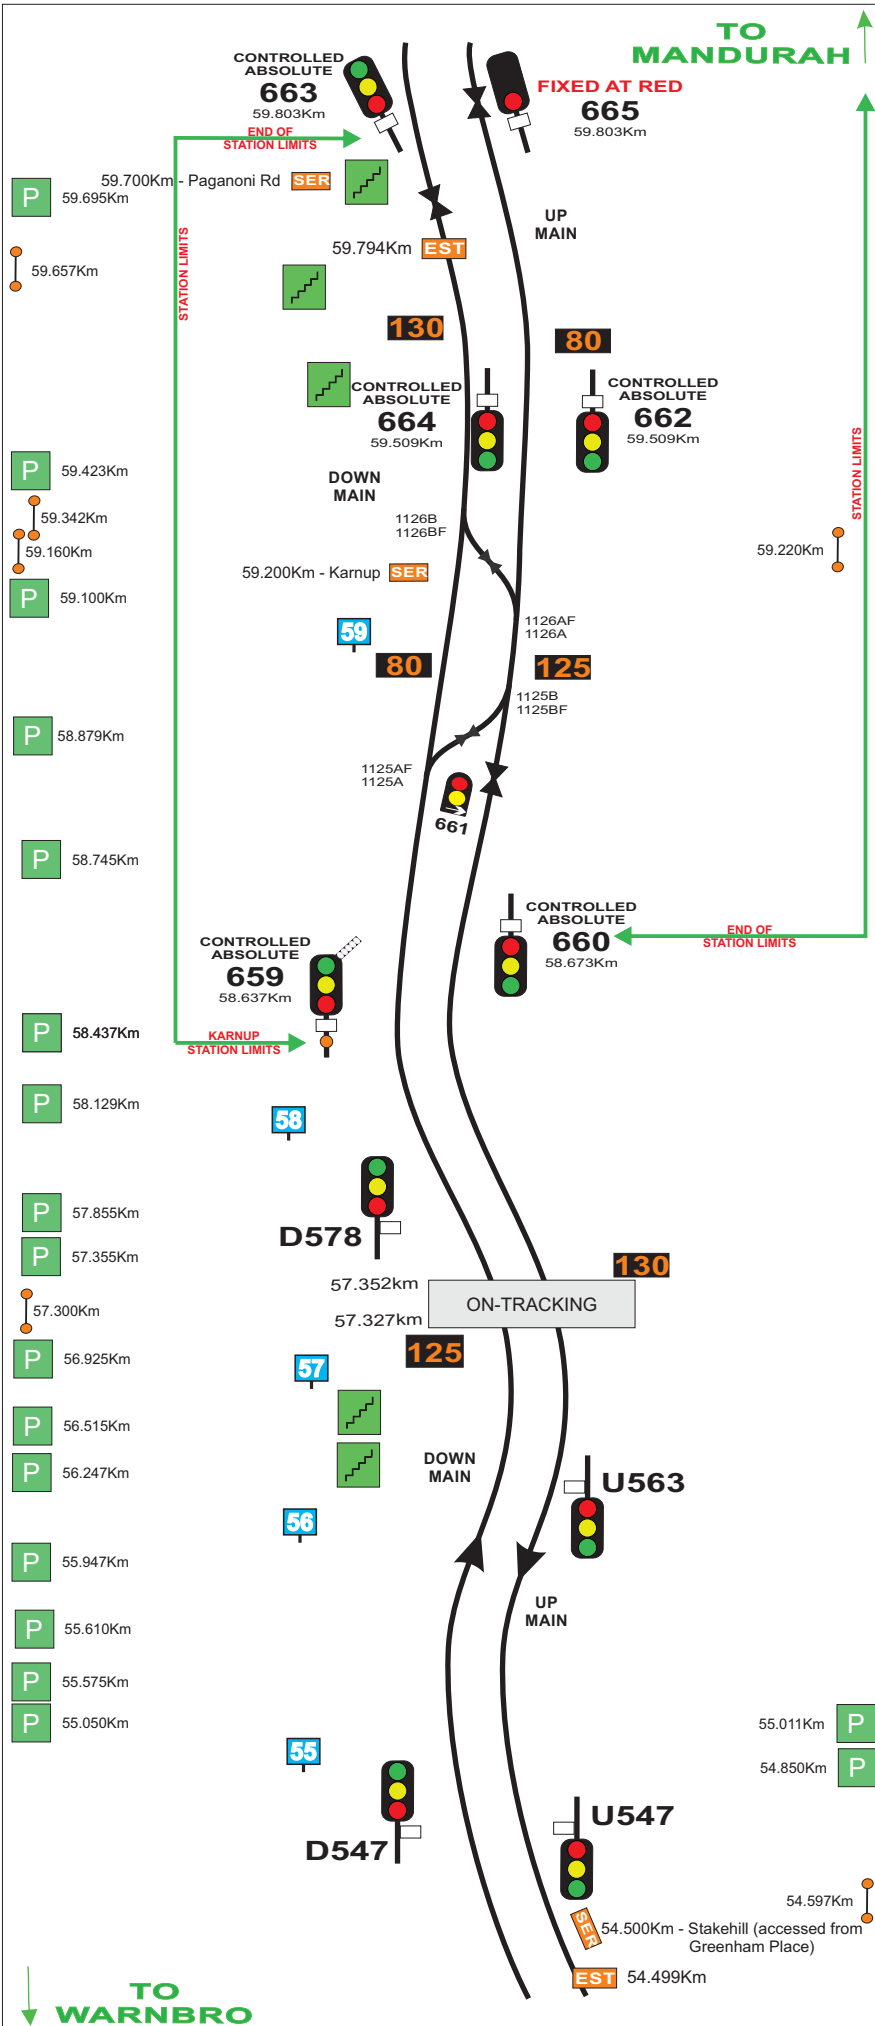 TO
MANDURAH
CONTROLLED
ABSOLUTE
663
59.803Km
FIXED AT RED
665
59.803Km
END OF
STATION LIMITS
59.700Km - Paganoni Rd
SER
P
59.695Km
UP
MAIN
STATION LIMITS
59.794Km
EST
59.657Km
130
80
CONTROLLED
ABSOLUTE
664
59.509Km
CONTROLLED
ABSOLUTE
662
59.509Km
STATION LIMITS
P
59.423Km
DOWN
MAIN
59.342Km
1126B
1126BF
59.160Km
59.220Km
59.200Km - Karnup
SER
P
59.100Km
1126AF
1126A
59
80
125
1125B
1125BF
P
58.879Km
1125AF
1125A
661
P
58.745Km
CONTROLLED
ABSOLUTE
660
58.673Km
END OF
STATION LIMITS
CONTROLLED
ABSOLUTE
659
58.637Km
P
58.437Km
KARNUP
STATION LIMITS
P
58.129Km
58
P
57.855Km
D578
P
57.355Km
130
57.352km
ON-TRACKING
57.327km
57.300Km
125
P
56.925Km
57
P
56.515Km
P
56.247Km
DOWN
MAIN
U563
56
P
55.947Km
UP
MAIN
P
55.610Km
P
55.575Km
P
55.050Km
55.011Km
P
55
54.850Km
P
D547
U547
54.597Km
SER
54.500Km - Stakehill (accessed from
Greenham Place)
EST
54.499Km
TO
WARNBRO